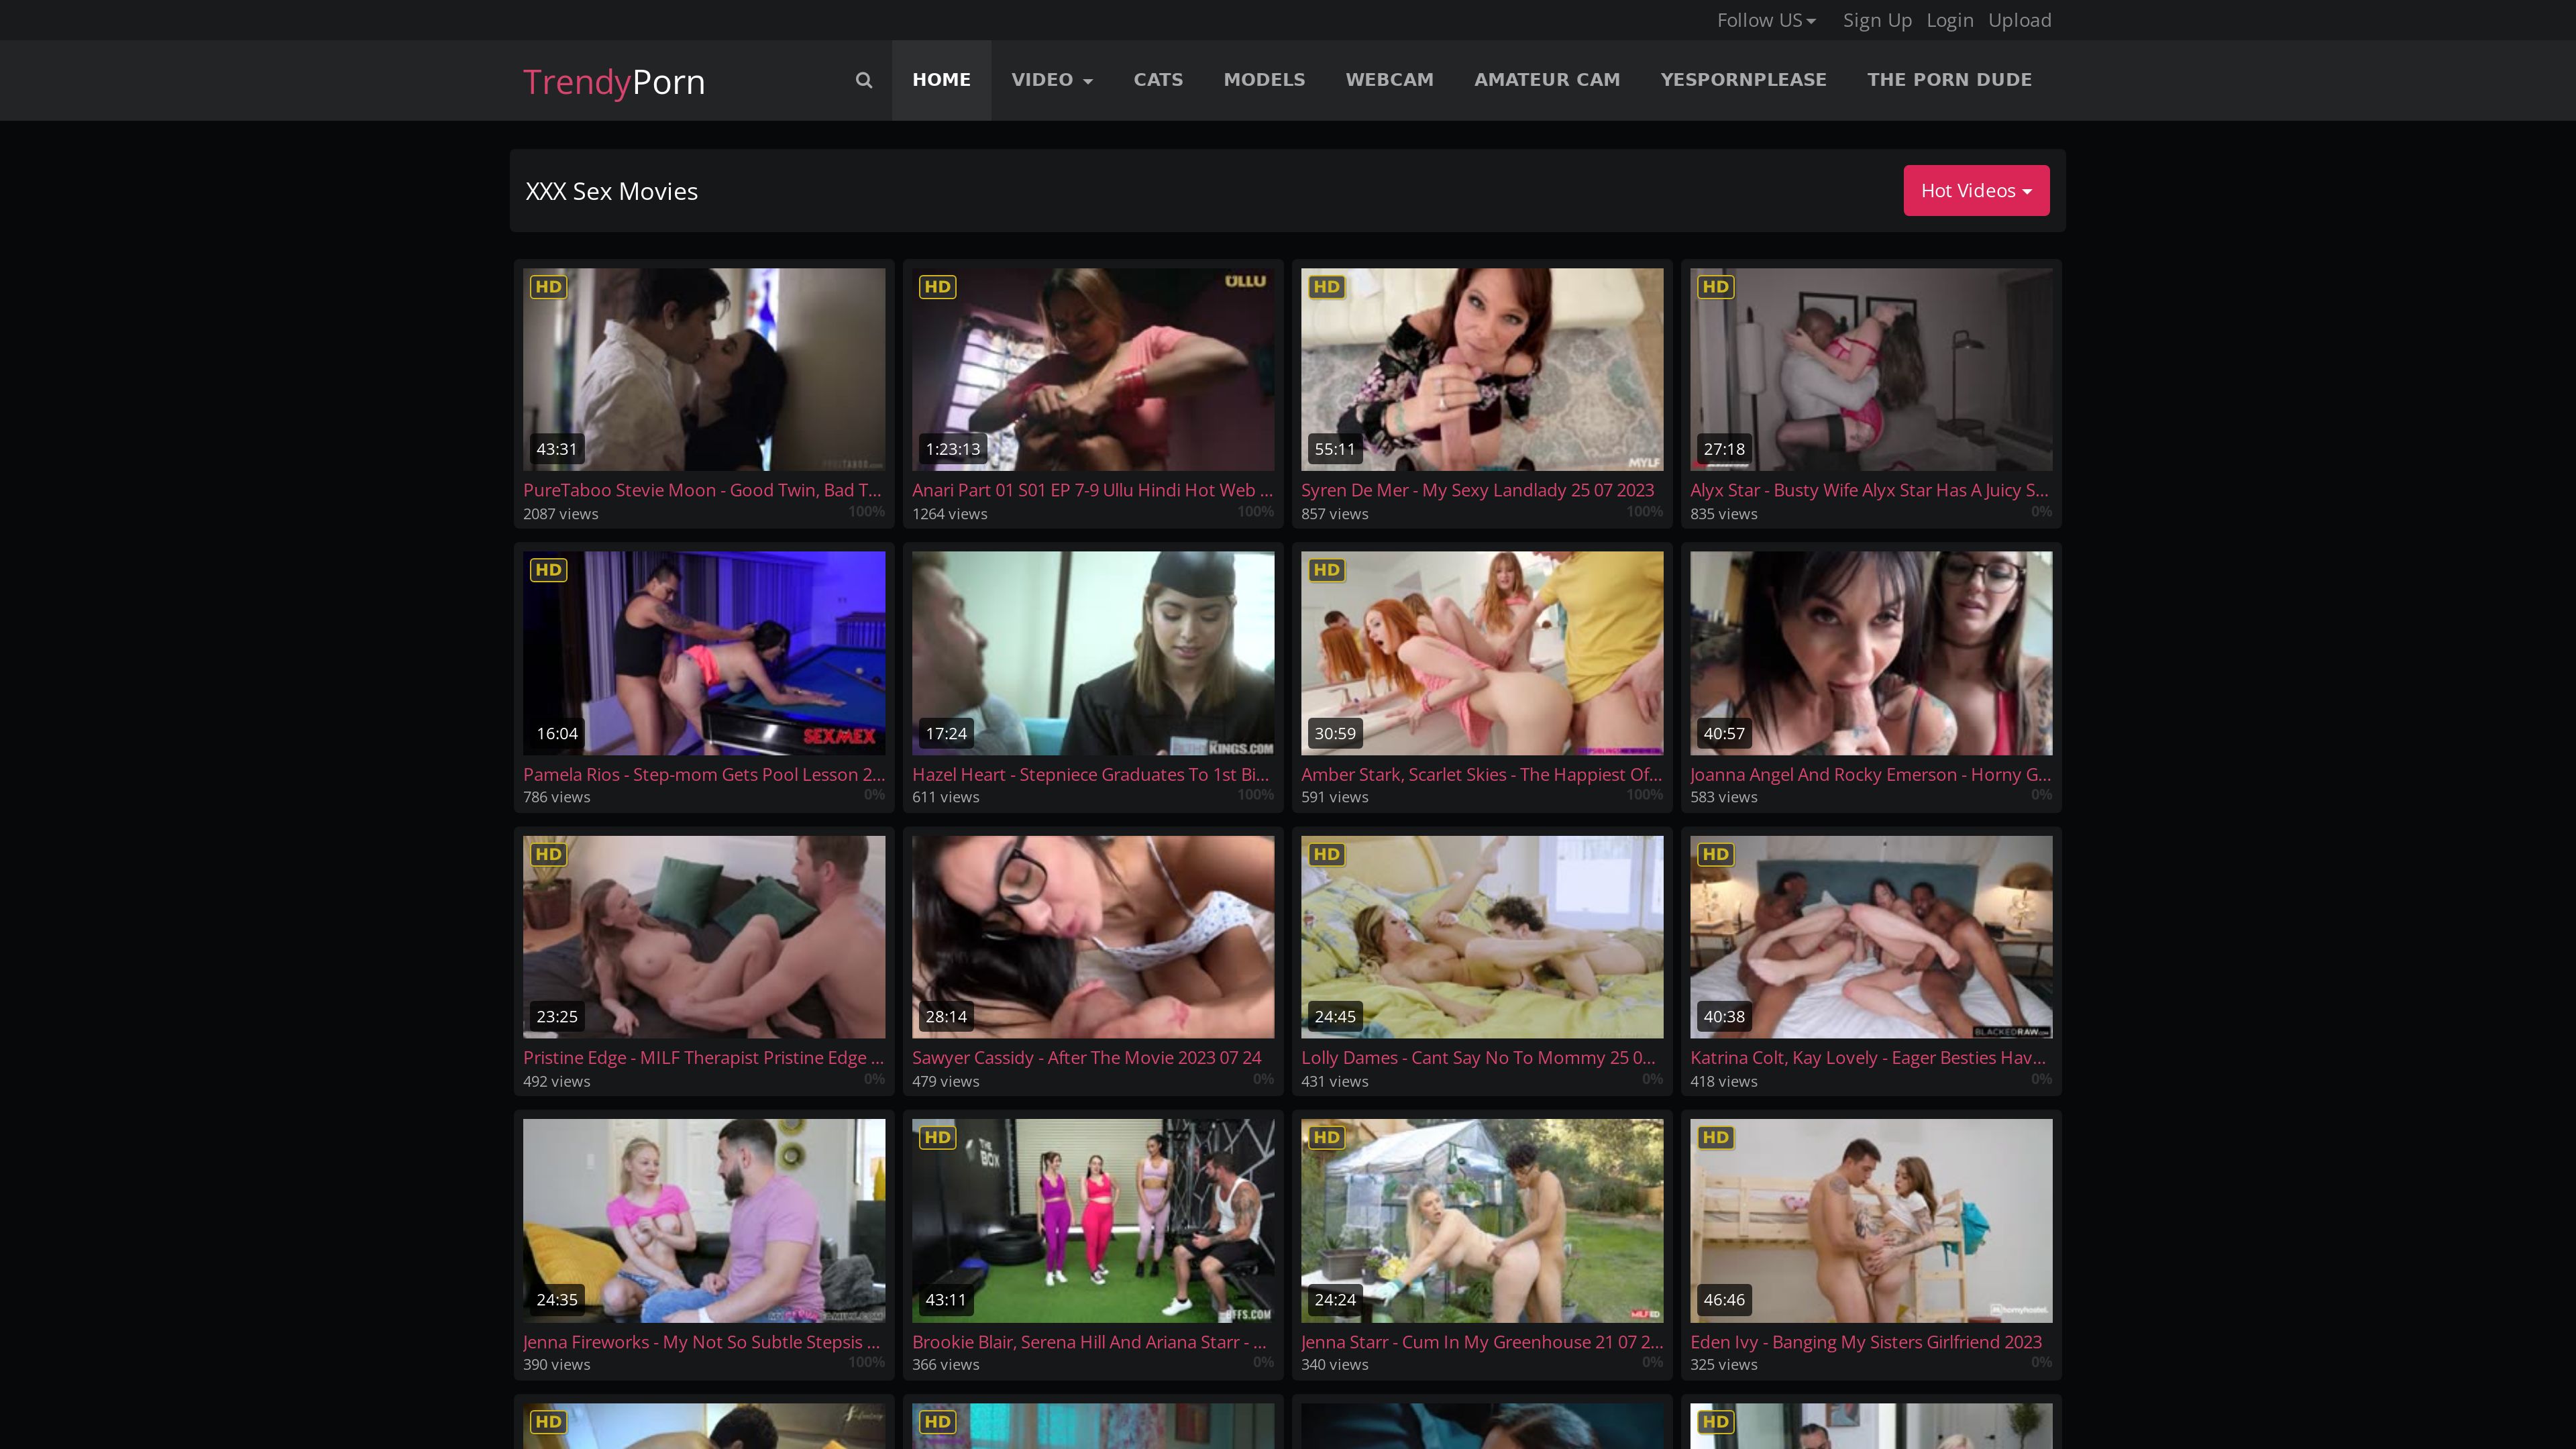 Follow US Sign Up Login Upload
TrendyPorn HOME VIDEO CATS MODELS WEBCAM AMATEUR CAM YESPORNPLEASE THE PORN DUDE
XXX Sex Movies Hot Videos
HD HD ULLU HD HD
43:31 1:23:13 55:11 MYLF 27:18
PureTaboo Stevie Moon - Good Twin, Bad T... Anari Part 01 S01 EP 7-9 Ullu Hindi Hot Web ... Syren De Mer - My Sexy Landlady 25 07 2023 Alyx Star - Busty Wife Alyx Star Has A Juicy S...
2087 views 100% 1264 views 100% 857 views 100% 835 views 0%
HD HD
16:04 SEXMEX 17:24 KINGS.COM 30:59 40:57
Pamela Rios - Step-mom Gets Pool Lesson 2... Hazel Heart - Stepniece Graduates To 1st Bi... Amber Stark, Scarlet Skies - The Happiest Of... Joanna Angel And Rocky Emerson - Horny G...
786 views 0% 611 views 100% 591 views 100% 583 views 0%
HD HD HD
23:25 28:14 24:45 40:38 BLACKEDRAW.COM
Pristine Edge - MILF Therapist Pristine Edge ... Sawyer Cassidy - After The Movie 2023 07 24 Lolly Dames - Cant Say No To Mommy 25 0... Katrina Colt, Kay Lovely - Eager Besties Hav...
492 views 0% 479 views 0% 431 views 0% 418 views 0%
HD THE BOX HD HD
24:35 43:11 BFFS.COM 24:24 MILFED 46:46 hornyhostel.
Jenna Fireworks - My Not So Subtle Stepsis ... Brookie Blair, Serena Hill And Ariana Starr - ... Jenna Starr - Cum In My Greenhouse 21 07 2... Eden Ivy - Banging My Sisters Girlfriend 2023
390 views 100% 366 views 0% 340 views 0% 325 views 0%
HD HD HD